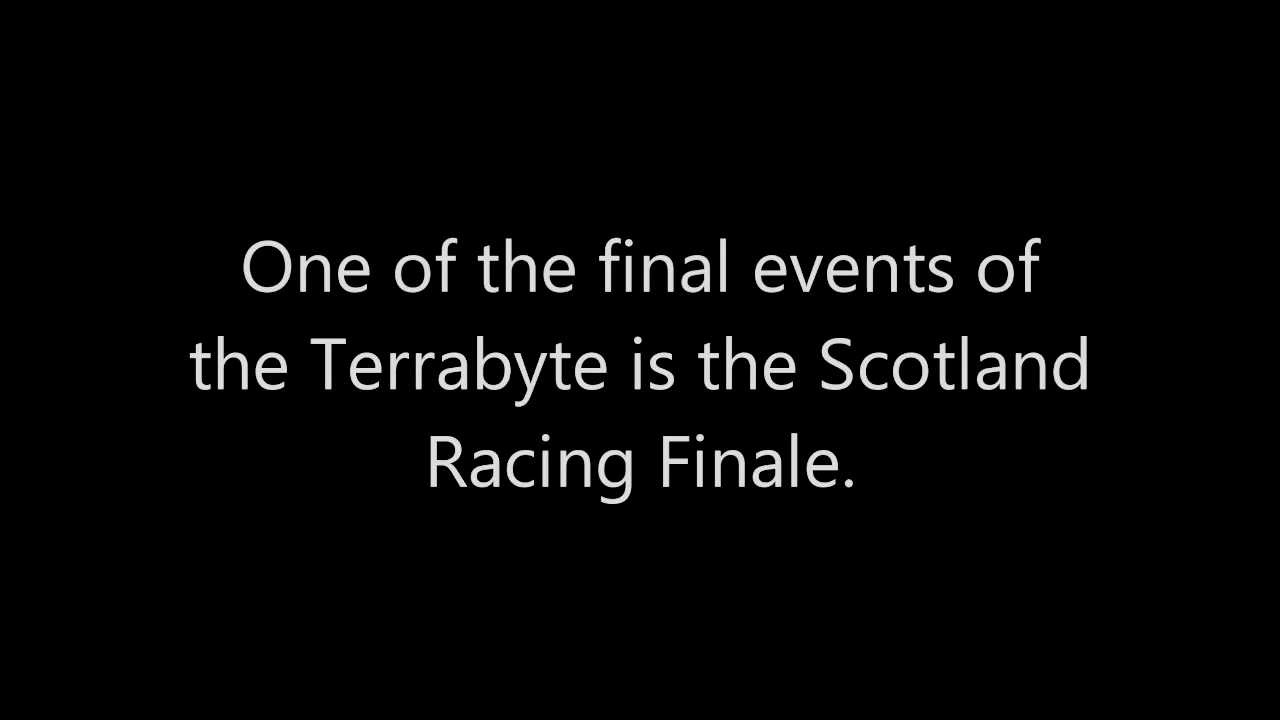 One of the final events of
the Terrabyte is the Scotland
Racing Finale.